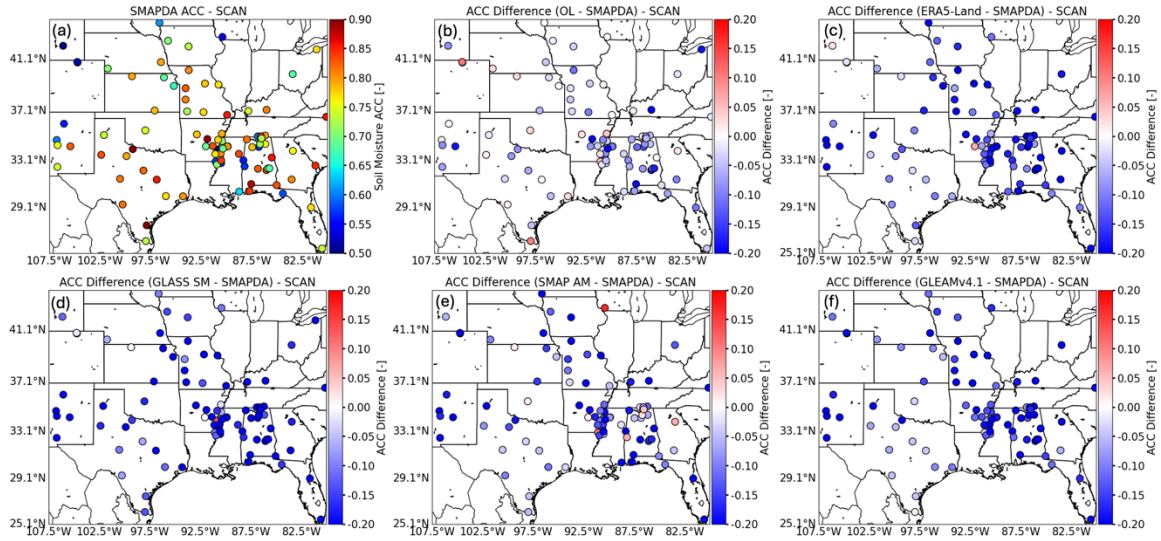 SMAPDA ACC - SCAN
ACC Difference (OL - SMAPDA) - SCAN
ACC Difference (ERA5-Land - SMAPDA) - SCAN
(a)
(b)
(c)
41.1°N
37.1°N
33.1°N
29.1°N
25.1°N
107.5°W
102.5°W
97.5°W
92.5°W
87.5°W
82.5°W
0.90
0.85
0.80
0.75
0.70
0.65
0.60
0.55
0.50
Soil Moisture ACC [-]
41.1°N
37.1°N
33.1°N
29.1°N
25.1°N
107.5°W
102.5°W
97.5°W
92.5°W
87.5°W
82.5°W
0.20
0.15
0.10
0.05
0.00
-0.05
-0.10
-0.15
-0.20
ACC Difference [-]
41.1°N
37.1°N
33.1°N
29.1°N
25.1°N
107.5°W
102.5°W
97.5°W
92.5°W
87.5°W
82.5°W
0.20
0.15
0.10
0.05
0.00
-0.05
-0.10
-0.15
-0.20
ACC Difference [-]
ACC Difference (GLASS SM - SMAPDA) - SCAN
ACC Difference (SMAP AM - SMAPDA) - SCAN
ACC Difference (GLEAMv4.1 - SMAPDA) - SCAN
(d)
(e)
(f)
41.1°N
37.1°N
33.1°N
29.1°N
25.1°N
107.5°W
102.5°W
97.5°W
92.5°W
87.5°W
82.5°W
0.20
0.15
0.10
0.05
0.00
-0.05
-0.10
-0.15
-0.20
ACC Difference [-]
41.1°N
37.1°N
33.1°N
29.1°N
25.1°N
107.5°W
102.5°W
97.5°W
92.5°W
87.5°W
82.5°W
0.20
0.15
0.10
0.05
0.00
-0.05
-0.10
-0.15
-0.20
ACC Difference [-]
41.1°N
37.1°N
33.1°N
29.1°N
25.1°N
107.5°W
102.5°W
97.5°W
92.5°W
87.5°W
82.5°W
0.20
0.15
0.10
0.05
0.00
-0.05
-0.10
-0.15
-0.20
ACC Difference [-]